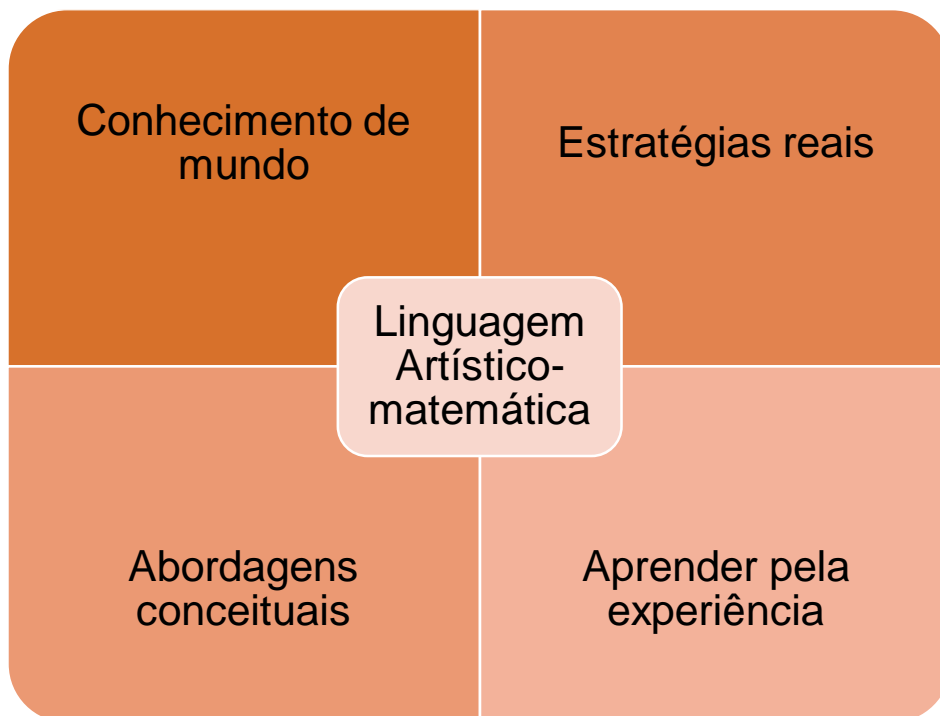 Conhecimento de
mundo
Estratégias reais
Linguagem
Artístico-
matemática
Abordagens
conceituais
Aprender pela
experiência